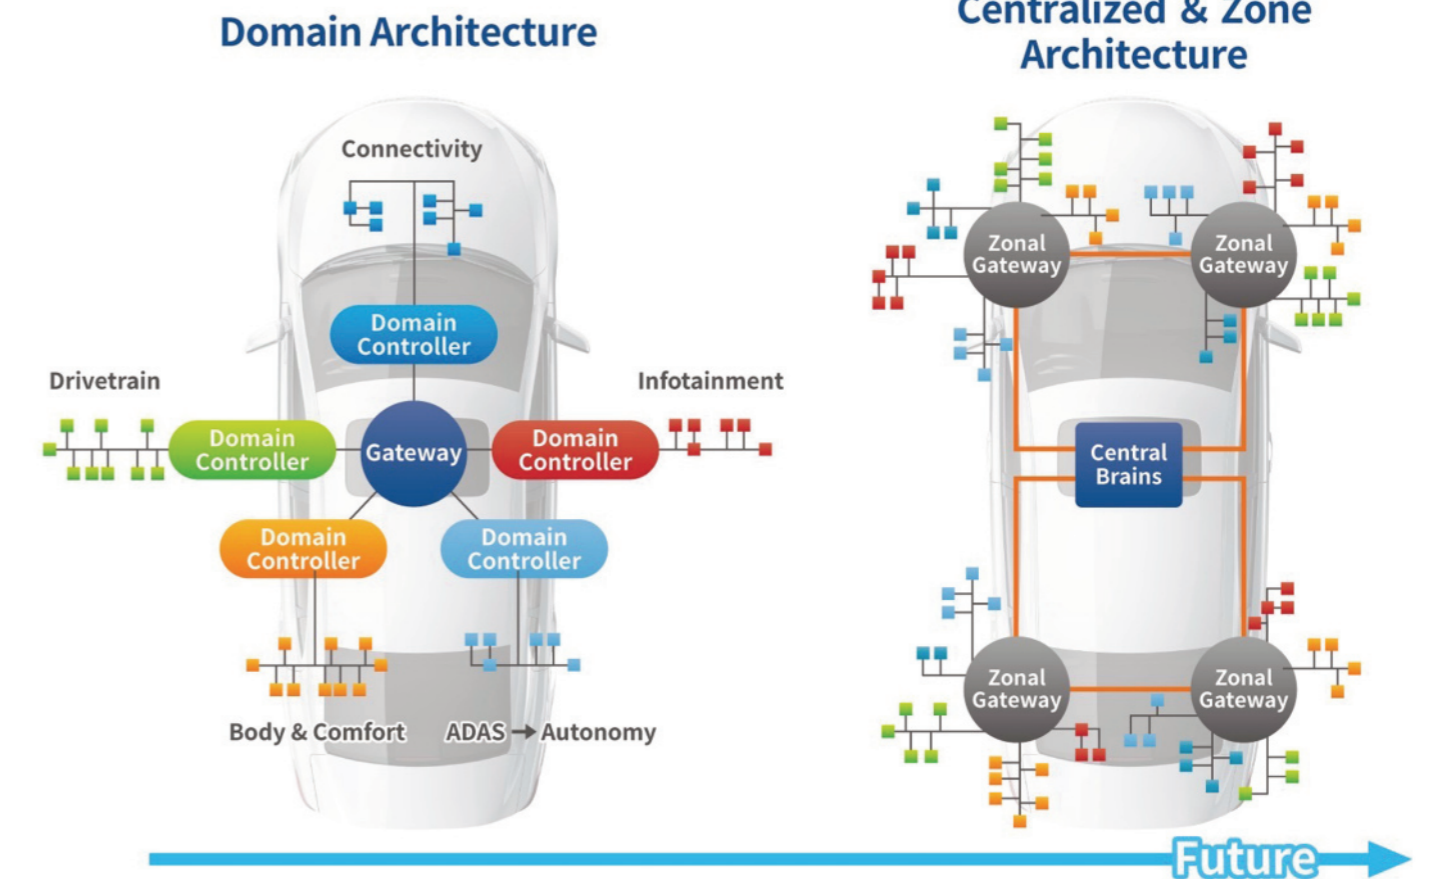 Domain Architecture
Connectivity
Domain
Controller
Drivetrain
Infotainment
Domain
Controller
Gateway
Domain
Controller
Domain
Controller
Domain
Controller
Body & Comfort
ADAS → Autonomy
Centralized & Zone
Architecture
Zonal
Gateway
Zonal
Gateway
Central
Brains
Zonal
Gateway
Zonal
Gateway
Future